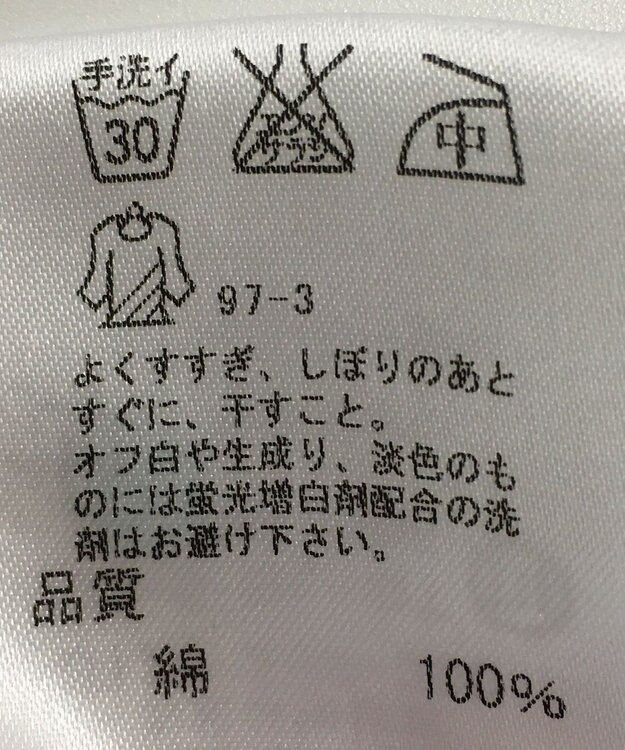 手洗イ
30
エンソ
サラシ
中
97-3
よくすすぎ、しぼりのあと
すぐに、干すこと。
オフ白や生成り、淡色のも
のには蛍光増白剤配合の洗
剤はお避け下さい。
品質
綿 100%